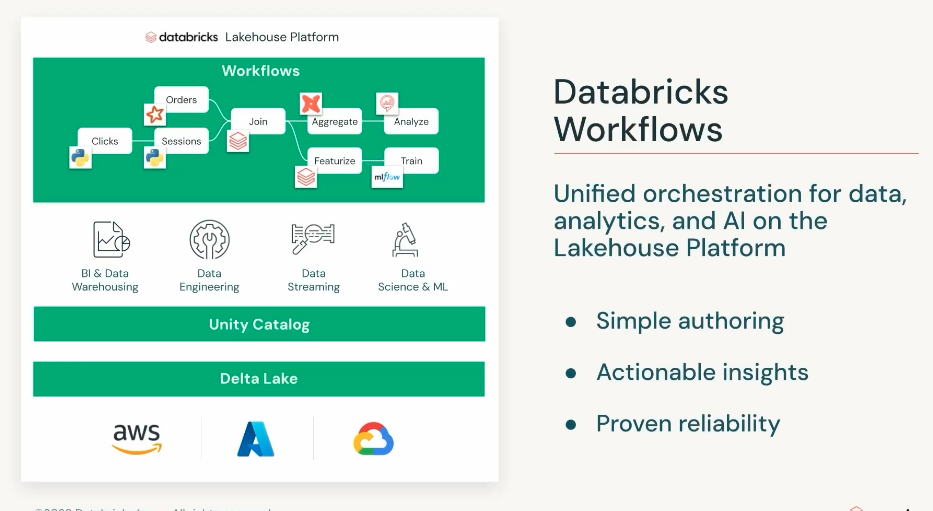 databricks Lakehouse Platform
Workflows
Orders
Join
Aggregate
Analyze
Clicks
Sessions
Featurize
Train
mlflow
BI & Data
Warehousing
Data
Engineering
Data
Streaming
Data
Science & ML
Unity Catalog
Delta Lake
aws
Databricks
Workflows
Unified orchestration for data,
analytics, and AI on the
Lakehouse Platform
● Simple authoring
● Actionable insights
● Proven reliability